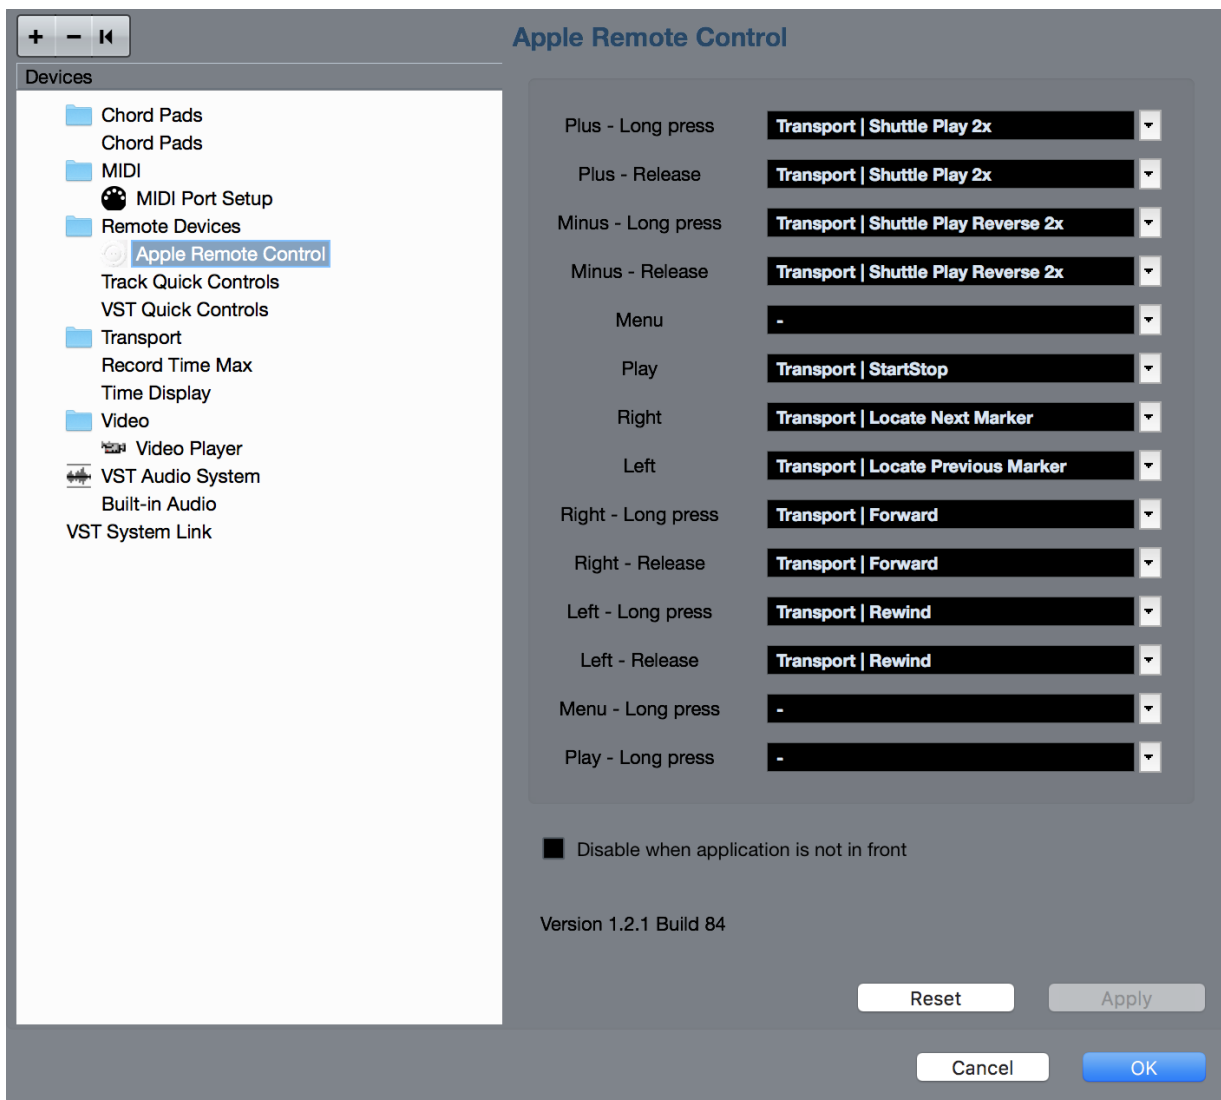 Apple Remote Control
Devices
Chord Pads
Chord Pads
MIDI
MIDI Port Setup
Remote Devices
Apple Remote Control
Track Quick Controls
VST Quick Controls
Transport
Record Time Max
Time Display
Video
Video Player
VST Audio System
Built-in Audio
VST System Link
Plus - Long press Transport | Shuttle Play 2x
Plus - Release Transport | Shuttle Play 2x
Minus - Long press Transport | Shuttle Play Reverse 2x
Minus - Release Transport | Shuttle Play Reverse 2x
Menu -
Play Transport | StartStop
Right Transport | Locate Next Marker
Left Transport | Locate Previous Marker
Right - Long press Transport | Forward
Right - Release Transport | Forward
Left - Long press Transport | Rewind
Left - Release Transport | Rewind
Menu - Long press -
Play - Long press -
Disable when application is not in front
Version 1.2.1 Build 84
Reset Apply
Cancel OK